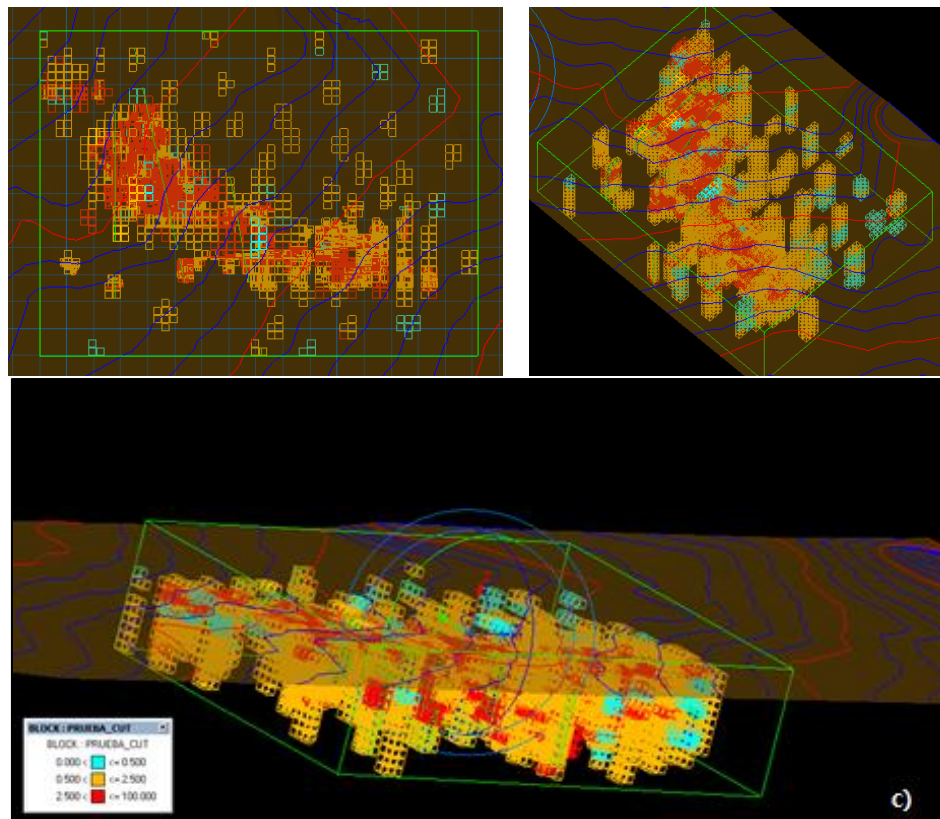 BLOCK : PRUEBA_CUT
BLOCK : PRUEBA_CUT
0.000 < <= 0.500
0.500 < <= 2.500
2.500 < <= 100.000
c)